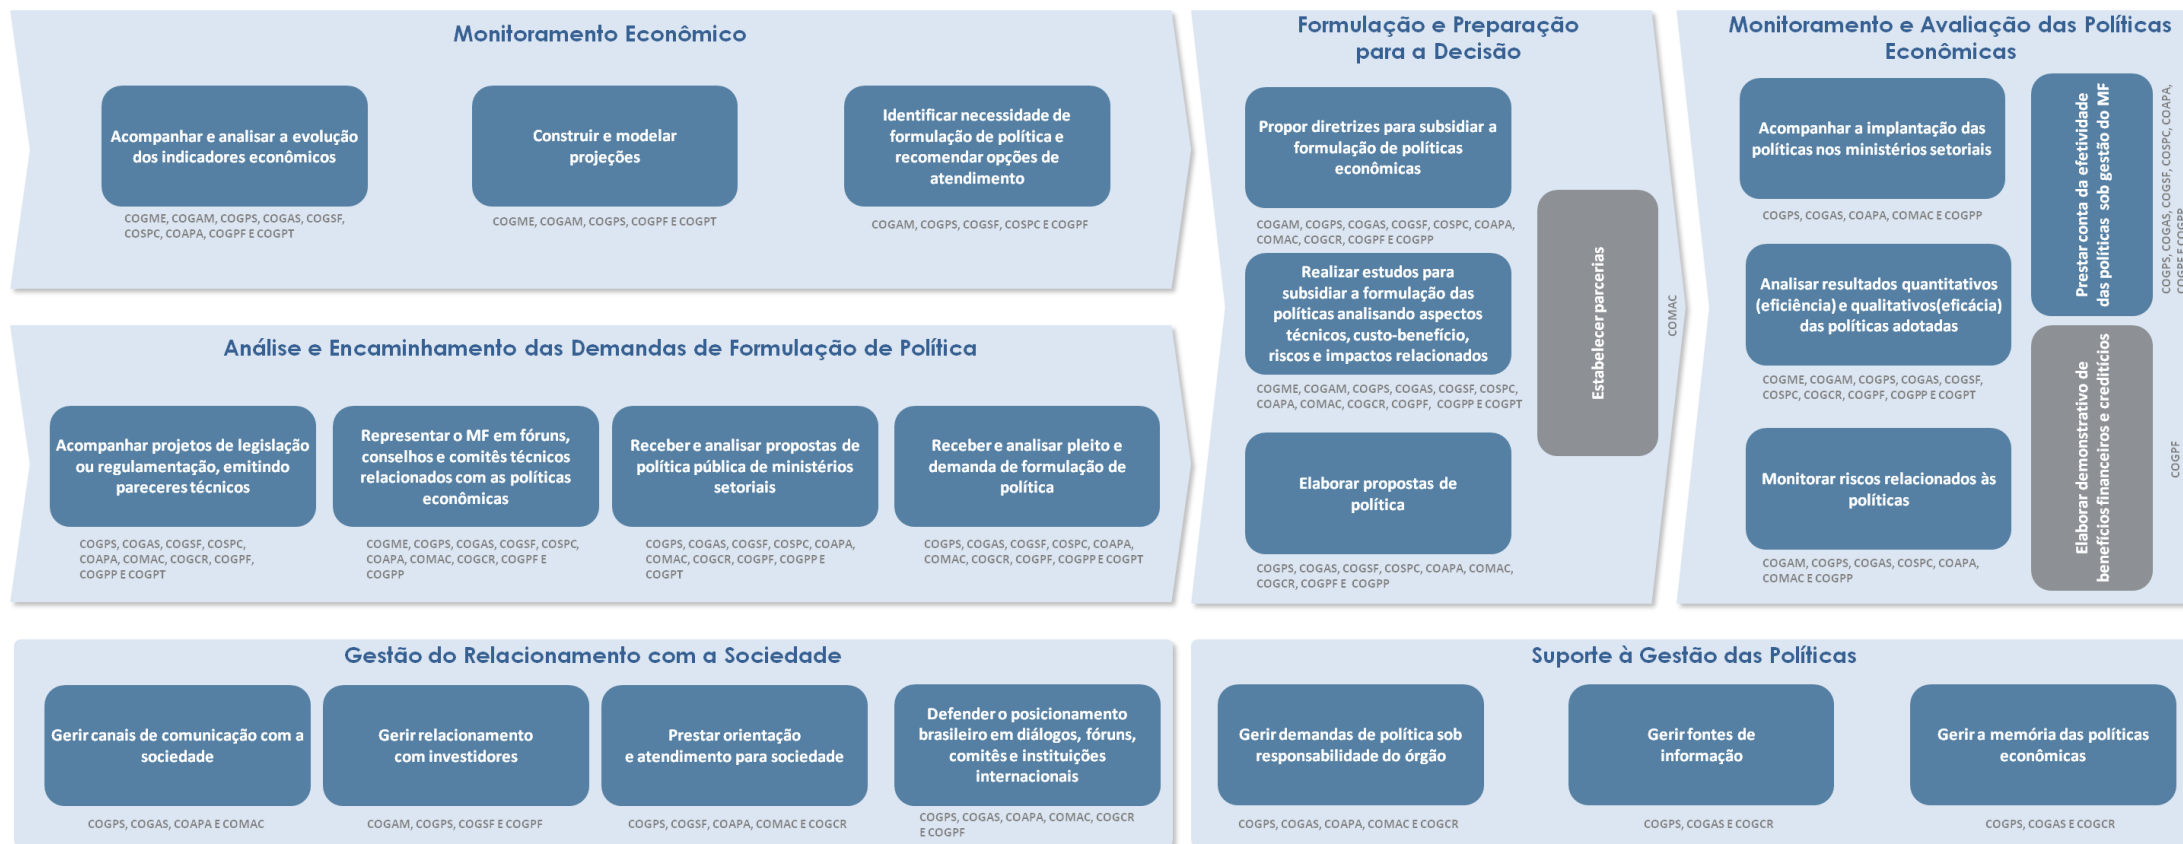 Monitoramento Econômico
Acompanhar e analisar a evolução
dos indicadores econômicos
COGME, COGAM, COGPS, COGAS, COGSF,
COSPC, COAPA, COGPF E COGPT
Construir e modelar
projeções
COGME, COGAM, COGPS, COGPF E COGPT
Identificar necessidade de
formulação de política e
recomendar opções de
atendimento
COGAM, COGPS, COGSF, COSPC E COGPF
Análise e Encaminhamento das Demandas de Formulação de Política
Acompanhar projetos de legislação
ou regulamentação, emitindo
pareceres técnicos
COGPS, COGAS, COGSF, COSPC,
COAPA, COMAC, COGCR, COGPF,
COGPP E COGPT
Representar o MF em fóruns,
conselhos e comitês técnicos
relacionados com as políticas
econômicas
COGME, COGPS, COGAS, COGSF, COSPC,
COAPA, COMAC, COGCR, COGPF E
COGPP
Receber e analisar propostas de
política pública de ministérios
setoriais
COGPS, COGAS, COGSF, COSPC, COAPA,
COMAC, COGCR, COGPF, COGPP E
COGPT
Receber e analisar pleito e
demanda de formulação de
política
COGPS, COGAS, COGSF, COSPC, COAPA,
COMAC, COGCR, COGPF, COGPP E COGPT
Formulação e Preparação
para a Decisão
Propor diretrizes para subsidiar a
formulação de políticas
econômicas
COGAM, COGPS, COGAS, COGSF, COSPC, COAPA,
COMAC, COGCR, COGPF E COGPP
Realizar estudos para
subsidiar a formulação das
políticas analisando aspectos
técnicos, custo-benefício,
riscos e impactos relacionados
COGME, COGAM, COGPS, COGAS, COGSF, COSPC,
COAPA, COMAC, COGCR, COGPF, COGPP E COGPT
Elaborar propostas de
política
COGPS, COGAS, COGSF, COSPC, COAPA, COMAC,
COGCR, COGPF E COGPP
Estabelecer parcerias
COMAC
Monitoramento e Avaliação das Políticas
Econômicas
Acompanhar a implantação das
políticas nos ministérios setoriais
COGPS, COGAS, COAPA, COMAC E COGPP
Analisar resultados quantitativos
(eficiência) e qualitativos(eficácia)
das políticas adotadas
COGME, COGAM, COGPS, COGAS, COGSF,
COSPC, COGCR, COGPF, COGPP E COGPT
Monitorar riscos relacionados às
políticas
COGAM, COGPS, COGAS, COSPC, COAPA,
COMAC E COGPP
Prestar conta da efetividade
das políticas sob gestão do MF
COGPS, COGAS, COGSF, COSPC, COAPA,
COGPF E COGPP
Elaborar demonstrativo de
benefícios financeiros e creditícios
COGPF
Gestão do Relacionamento com a Sociedade
Gerir canais de comunicação com a
sociedade
COGPS, COGAS, COAPA E COMAC
Gerir relacionamento
com investidores
COGAM, COGPS, COGSF E COGPF
Prestar orientação
e atendimento para sociedade
COGPS, COGSF, COAPA, COMAC E COGCR
Defender o posicionamento
brasileiro em diálogos, fóruns,
comitês e instituições
internacionais
COGPS, COGAS, COAPA, COMAC, COGCR
E COGPF
Suporte à Gestão das Políticas
Gerir demandas de política sob
responsabilidade do órgão
COGPS, COGAS, COAPA, COMAC E COGCR
Gerir fontes de
informação
COGPS, COGAS E COGCR
Gerir a memória das políticas
econômicas
COGPS, COGAS E COGCR